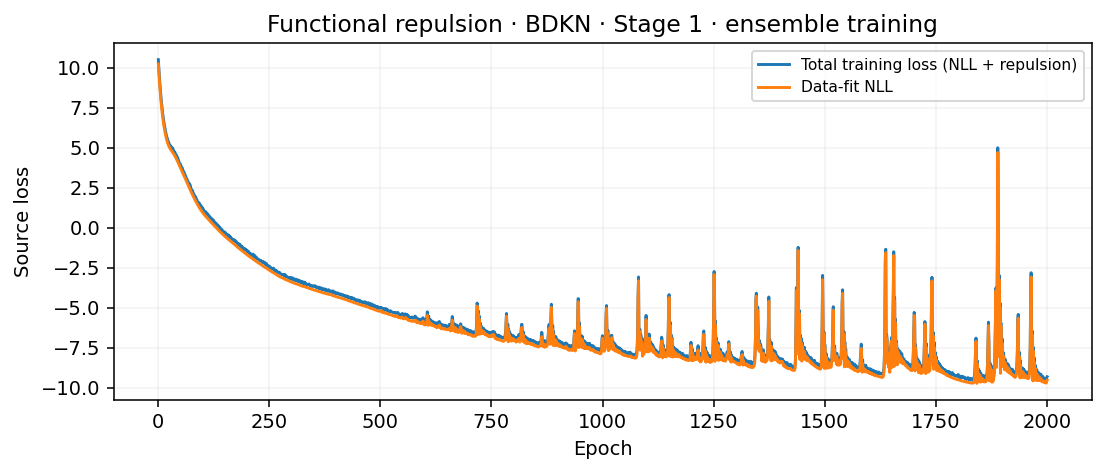 Functional repulsion · BDKN · Stage 1 · ensemble training
Total training loss (NLL + repulsion)
Data-fit NLL
Source loss
10.0
7.5
5.0
2.5
0.0
−2.5
−5.0
−7.5
−10.0
0 250 500 750 1000 1250 1500 1750 2000
Epoch